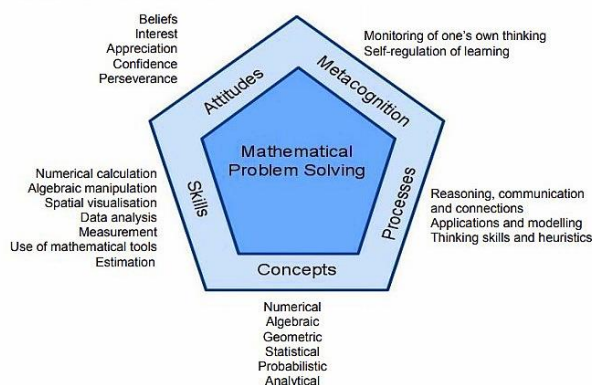 Beliefs
Interest
Appreciation
Confidence
Perseverance
Monitoring of one's own thinking
Self-regulation of learning
Attitudes
Metacognition
Mathematical
Problem Solving
Numerical calculation
Algebraic manipulation
Spatial visualisation
Data analysis
Measurement
Use of mathematical tools
Estimation
Skills
Processes
Reasoning, communication
and connections
Applications and modelling
Thinking skills and heuristics
Concepts
Numerical
Algebraic
Geometric
Statistical
Probabilistic
Analytical